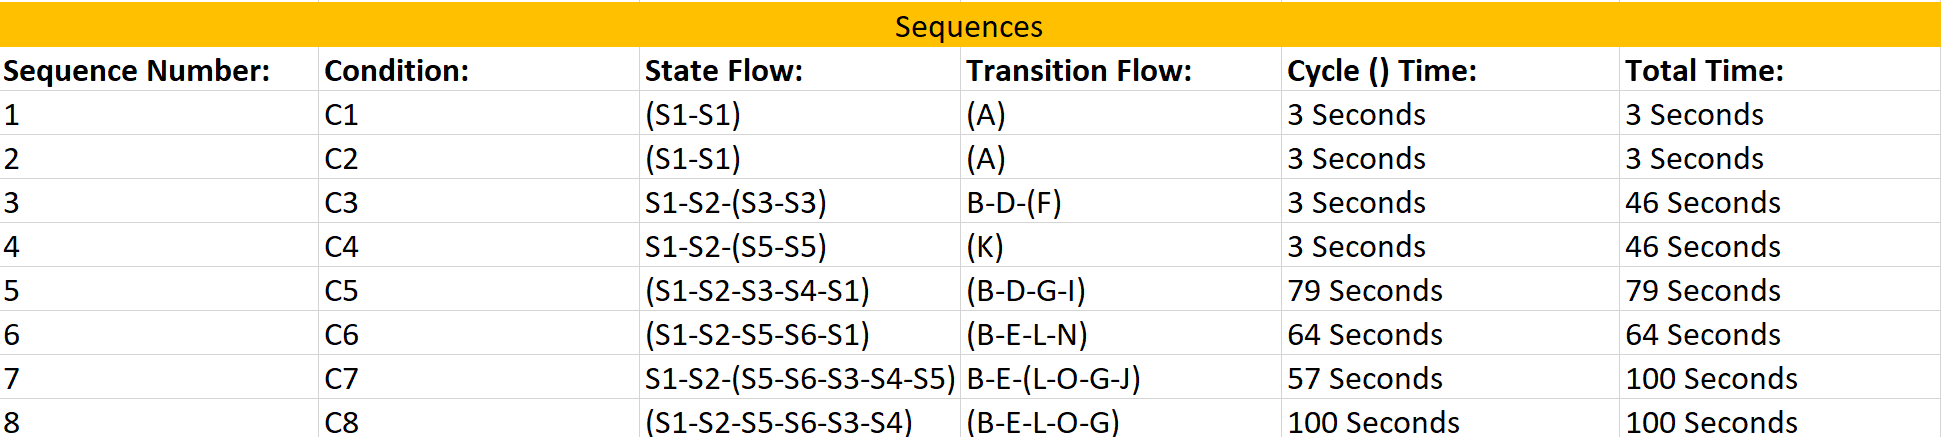 Sequences
Sequence Number: Condition: State Flow: Transition Flow: Cycle () Time: Total Time:
1 C1 (S1-S1) (A) 3 Seconds 3 Seconds
2 C2 (S1-S1) (A) 3 Seconds 3 Seconds
3 C3 S1-S2-(S3-S3) B-D-(F) 3 Seconds 46 Seconds
4 C4 S1-S2-(S5-S5) (K) 3 Seconds 46 Seconds
5 C5 (S1-S2-S3-S4-S1) (B-D-G-I) 79 Seconds 79 Seconds
6 C6 (S1-S2-S5-S6-S1) (B-E-L-N) 64 Seconds 64 Seconds
7 C7 S1-S2-(S5-S6-S3-S4-S5) B-E-(L-O-G-J) 57 Seconds 100 Seconds
8 C8 (S1-S2-S5-S6-S3-S4) (B-E-L-O-G) 100 Seconds 100 Seconds